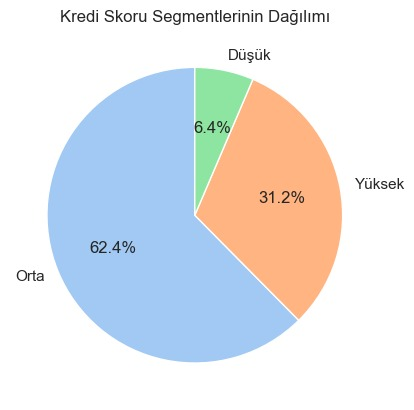 Kredi Skoru Segmentlerinin Dağılımı
Düşük
6.4%
Yüksek
31.2%
62.4%
Orta